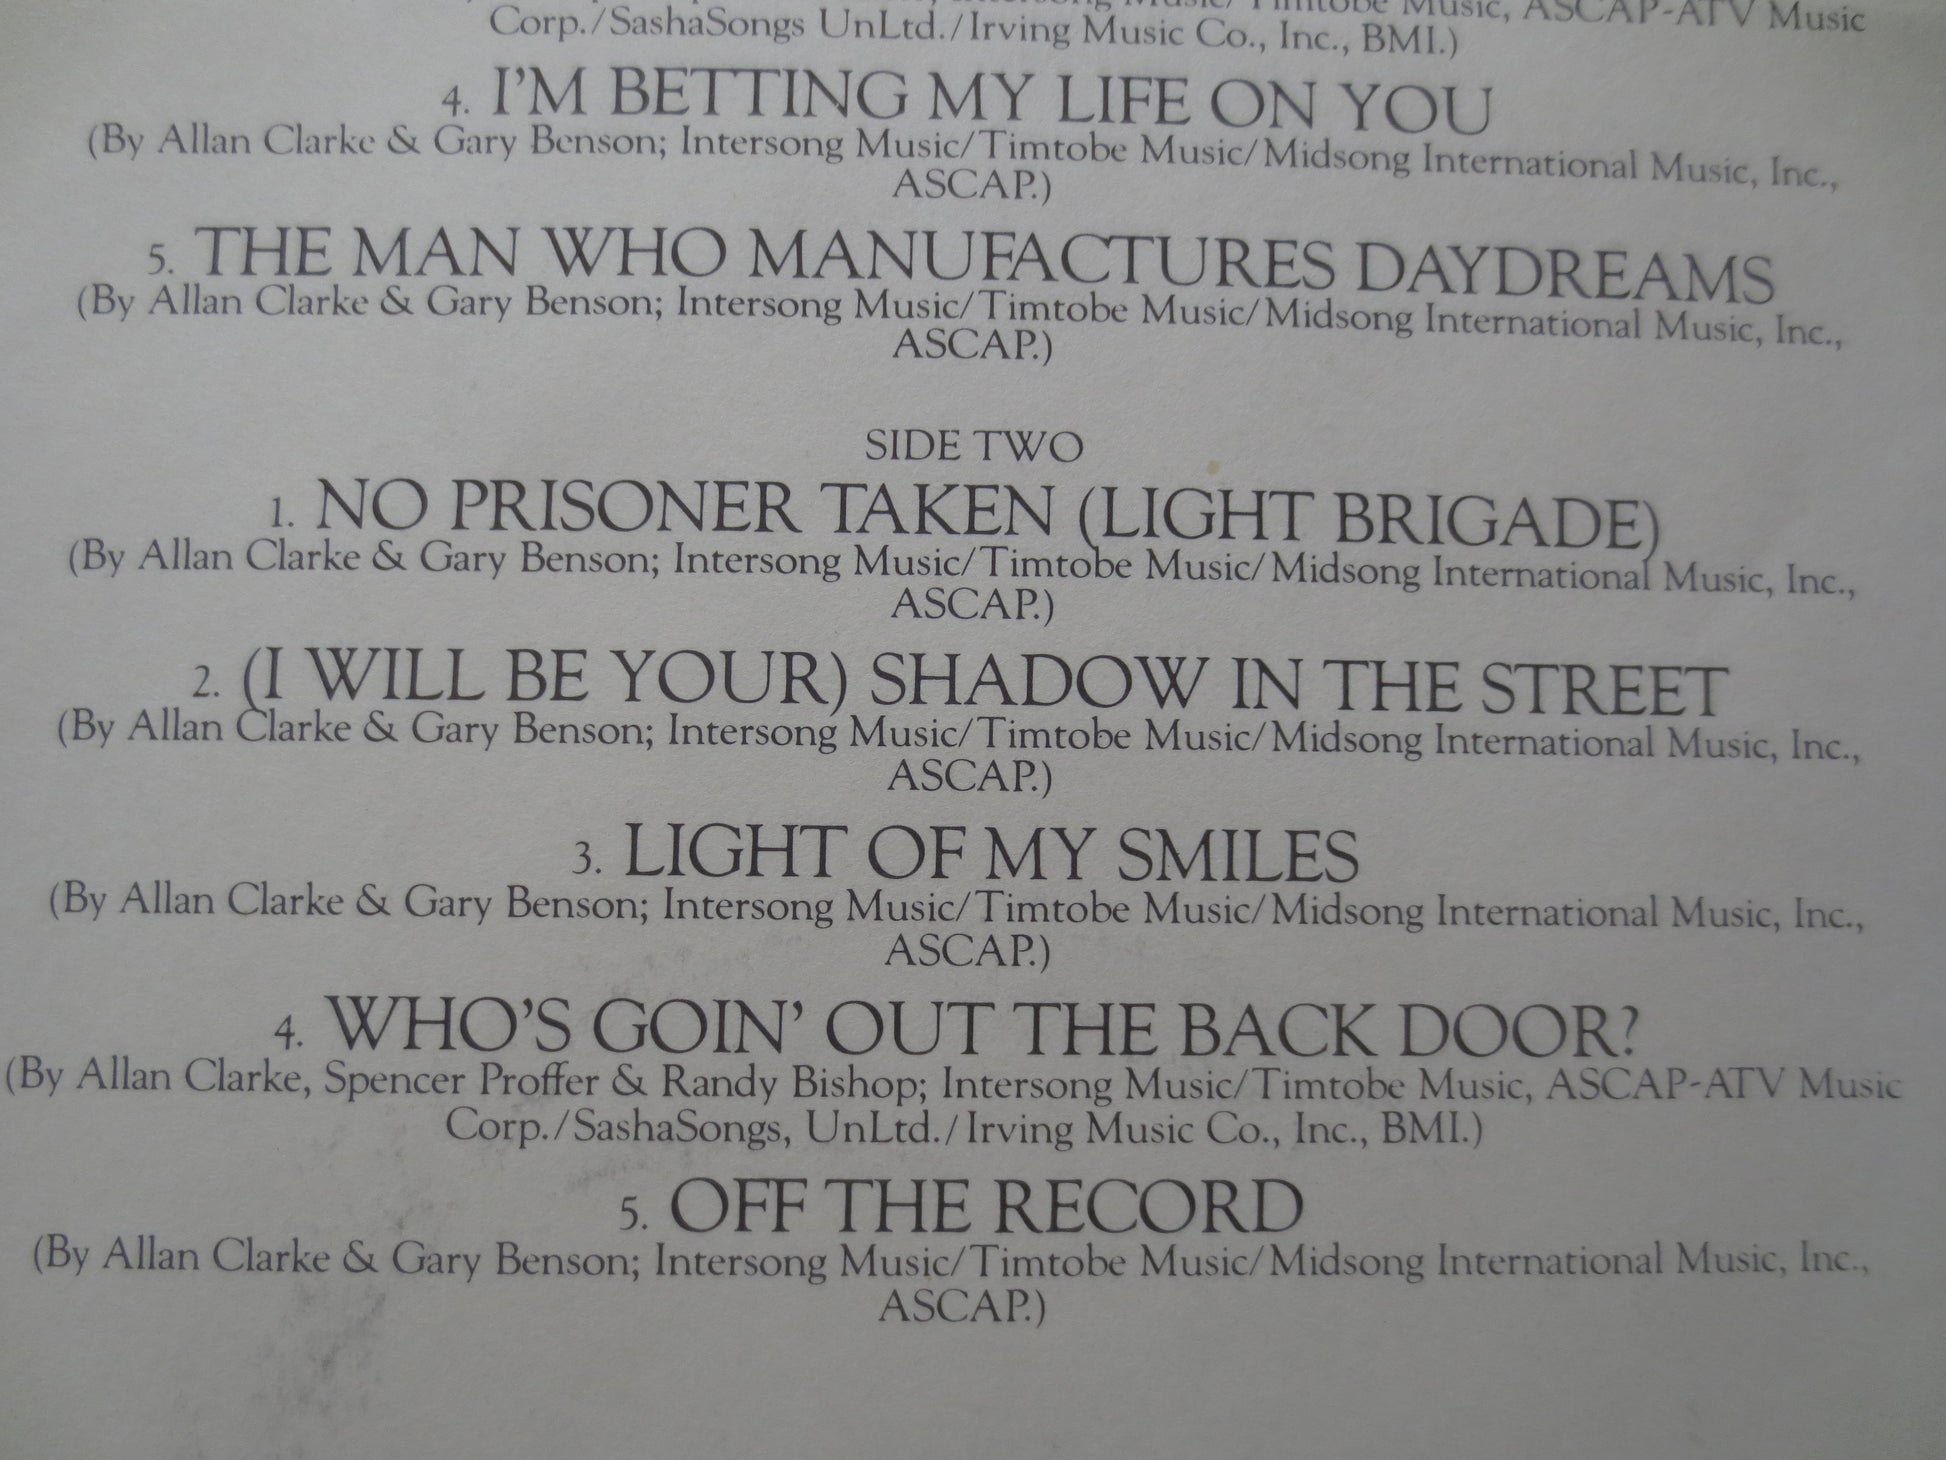 Music/Timtobe Music, ASCAP-ATV Music
Corp./SashaSongs UnLtd./Irving Music Co., Inc., BMI.)
4. I'M BETTING MY LIFE ON YOU
(By Allan Clarke & Gary Benson; Intersong Music/Timtobe Music/Midsong International Music, Inc.,
ASCAP.)
5. THE MAN WHO MANUFACTURES DAYDREAMS
(By Allan Clarke & Gary Benson; Intersong Music/Timtobe Music/Midsong International Music, Inc.,
ASCAP.)
SIDE TWO
1. NO PRISONER TAKEN (LIGHT BRIGADE)
(By Allan Clarke & Gary Benson; Intersong Music/Timtobe Music/Midsong International Music, Inc.,
ASCAP.)
2. (I WILL BE YOUR) SHADOW IN THE STREET
(By Allan Clarke & Gary Benson; Intersong Music/Timtobe Music/Midsong International Music, Inc.,
ASCAP.)
3. LIGHT OF MY SMILES
(By Allan Clarke & Gary Benson; Intersong Music/Timtobe Music/Midsong International Music, Inc.,
ASCAP.)
4. WHO'S GOIN' OUT THE BACK DOOR?
(By Allan Clarke, Spencer Proffer & Randy Bishop; Intersong Music/Timtobe Music, ASCAP-ATV Music
Corp./SashaSongs, UnLtd./Irving Music Co., Inc., BMI.)
5. OFF THE RECORD
(By Allan Clarke & Gary Benson; Intersong Music/Timtobe Music/Midsong International Music, Inc.,
ASCAP.)